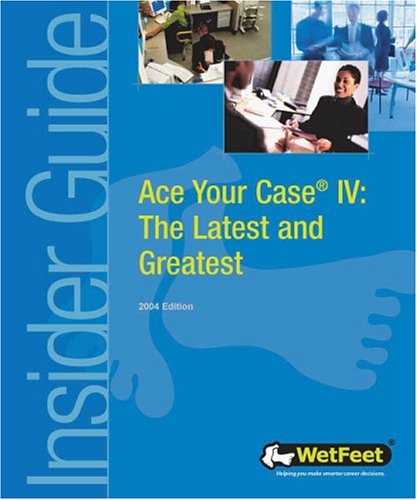 Insider Guide
Ace Your Case® IV:
The Latest and
Greatest
2004 Edition
WetFeet®
Helping you make smarter career decisions.